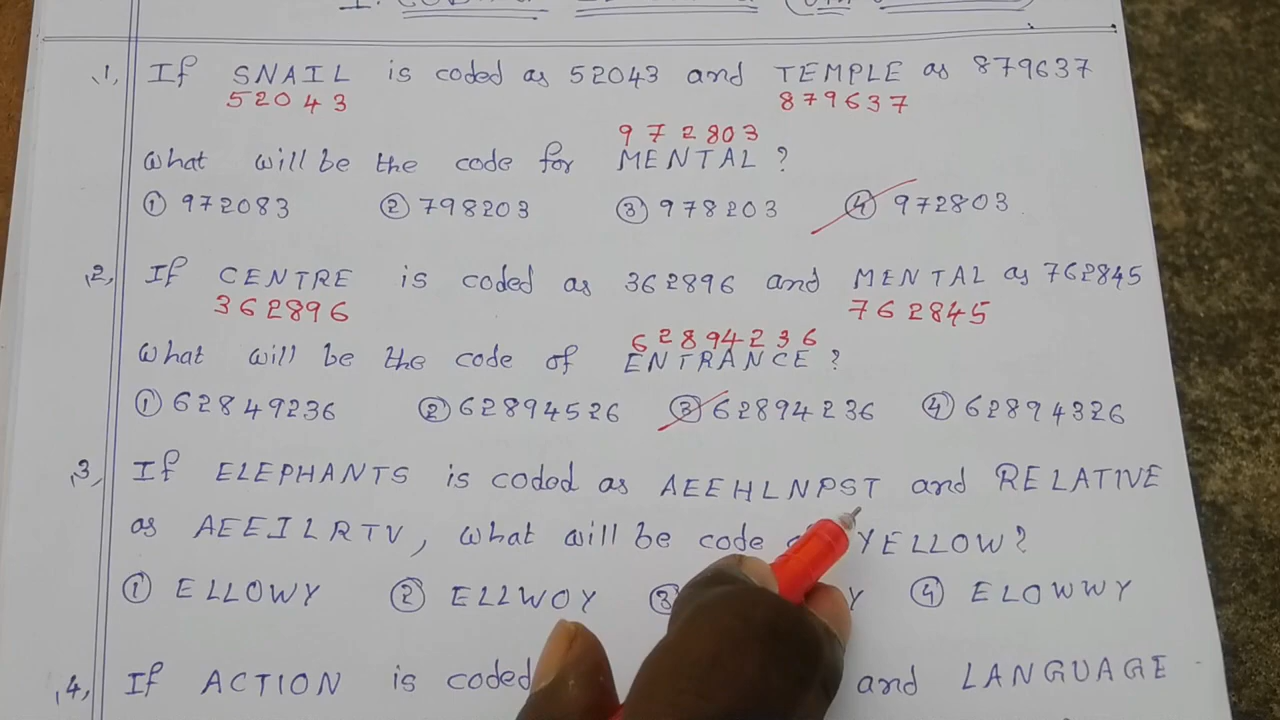 1, If SNAIL is coded as 52043 and TEMPLE as 879637
52043 879637
972803
What will be the code for MENTAL ?
① 972083 ② 798203 ③ 978203 ④ 972803
2, If CENTRE is coded as 362896 and MENTAL as 762845
362896 762845
62894236
What will be the code of ENTRANCE ?
① 62849236 ② 62894526 ③ 62894236 ④ 62894326
3, If ELEPHANTS is coded as AEEHLNPST and RELATIVE
as AEEILRTV, What will be code YELLOW?
① ELLOWY ② ELLWOY ③ Y ④ ELOWWY
4, If ACTION is coded and LANGUAGE